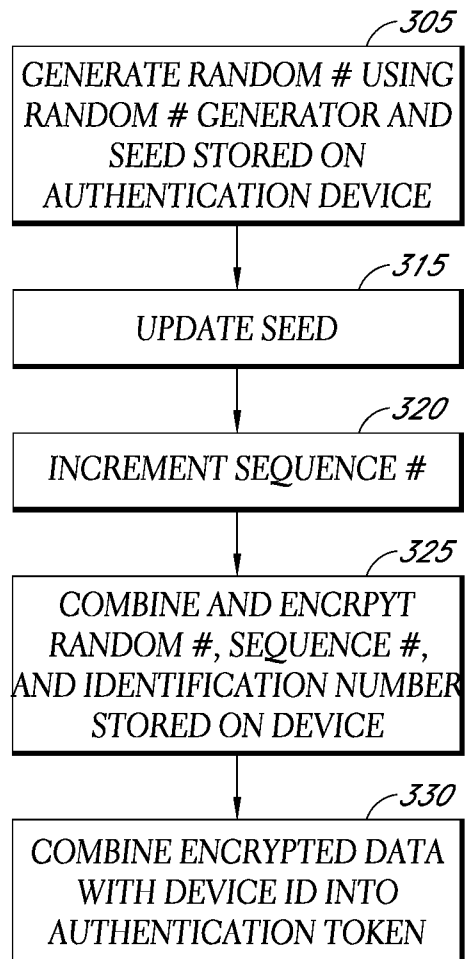 305
GENERATE RANDOM # USING
RANDOM # GENERATOR AND
SEED STORED ON
AUTHENTICATION DEVICE
315
UPDATE SEED
320
INCREMENT SEQUENCE #
325
COMBINE AND ENCRPYT
RANDOM #, SEQUENCE #,
AND IDENTIFICATION NUMBER
STORED ON DEVICE
330
COMBINE ENCRYPTED DATA
WITH DEVICE ID INTO
AUTHENTICATION TOKEN